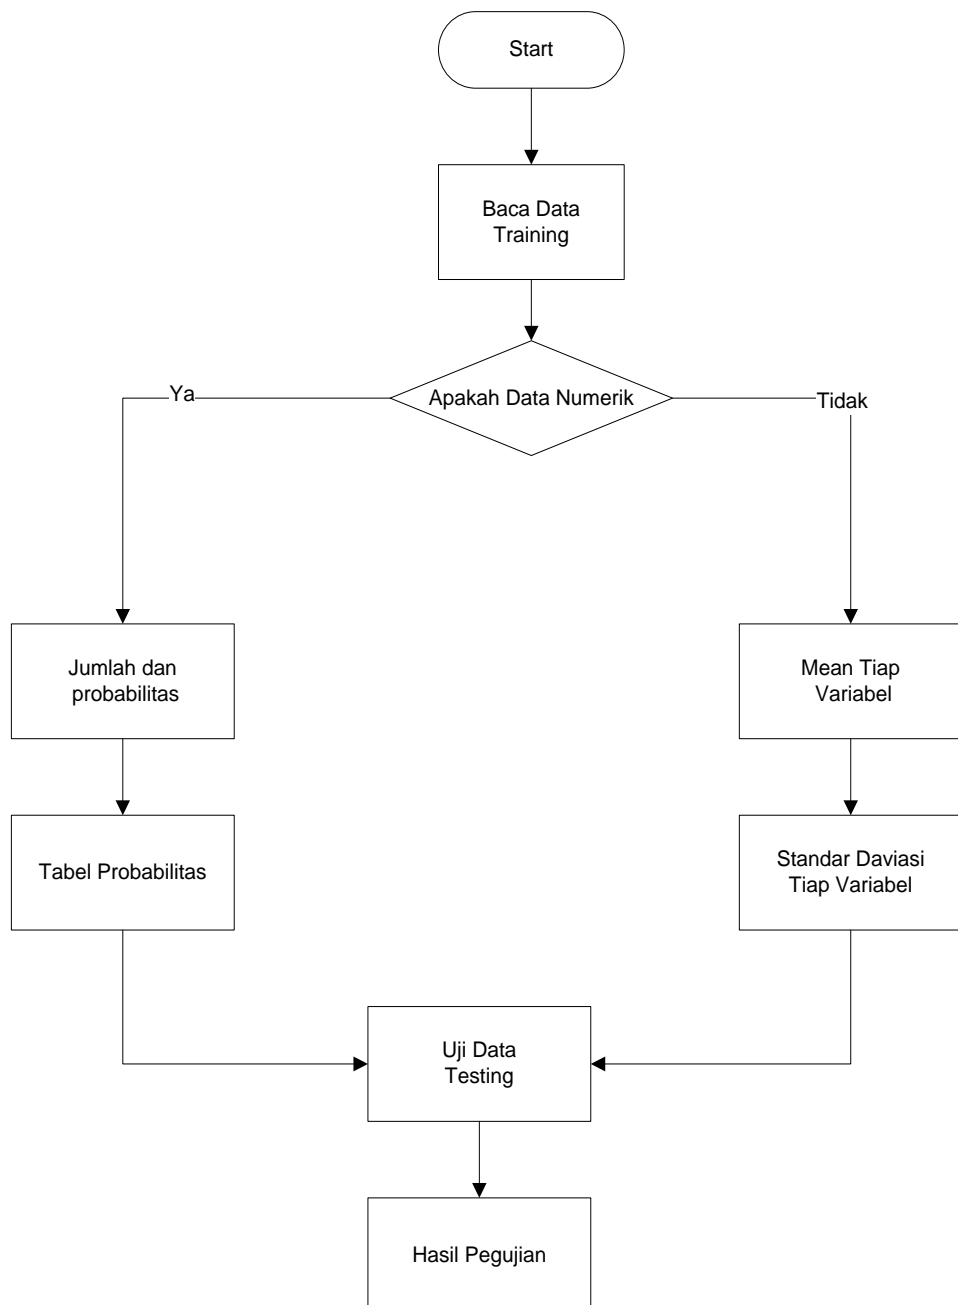 Start
Baca Data
Training
Apakah Data Numerik
Ya
Tidak
Jumlah dan
probabilitas
Mean Tiap
Variabel
Tabel Probabilitas
Standar Daviasi
Tiap Variabel
Uji Data
Testing
Hasil Pegujian